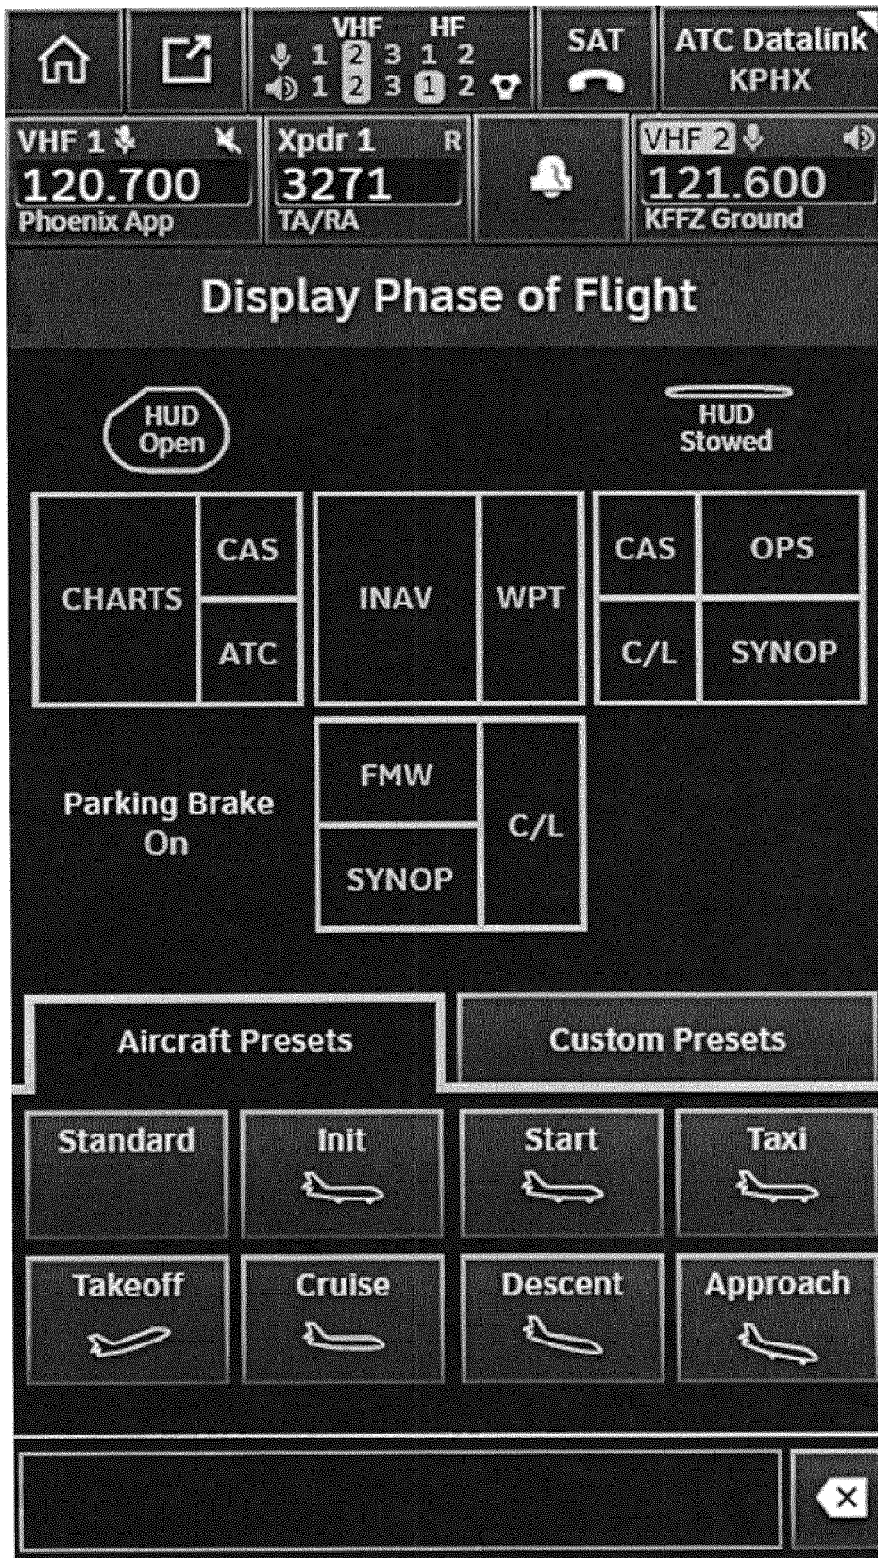 VHF HF
1 2 3 1 2
1 2 3 1 2
SAT
ATC Datalink
KPHX
VHF 1
120.700
Phoenix App
Xpdr 1 R
3271
TA/RA
VHF 2
121.600
KFFZ Ground
Display Phase of Flight
HUD
Open
HUD
Stowed
CHARTS
CAS
ATC
INAV
WPT
CAS
OPS
C/L
SYNOP
Parking Brake
On
FMW
SYNOP
C/L
Aircraft Presets
Custom Presets
Standard
Init
Start
Taxi
Takeoff
Cruise
Descent
Approach